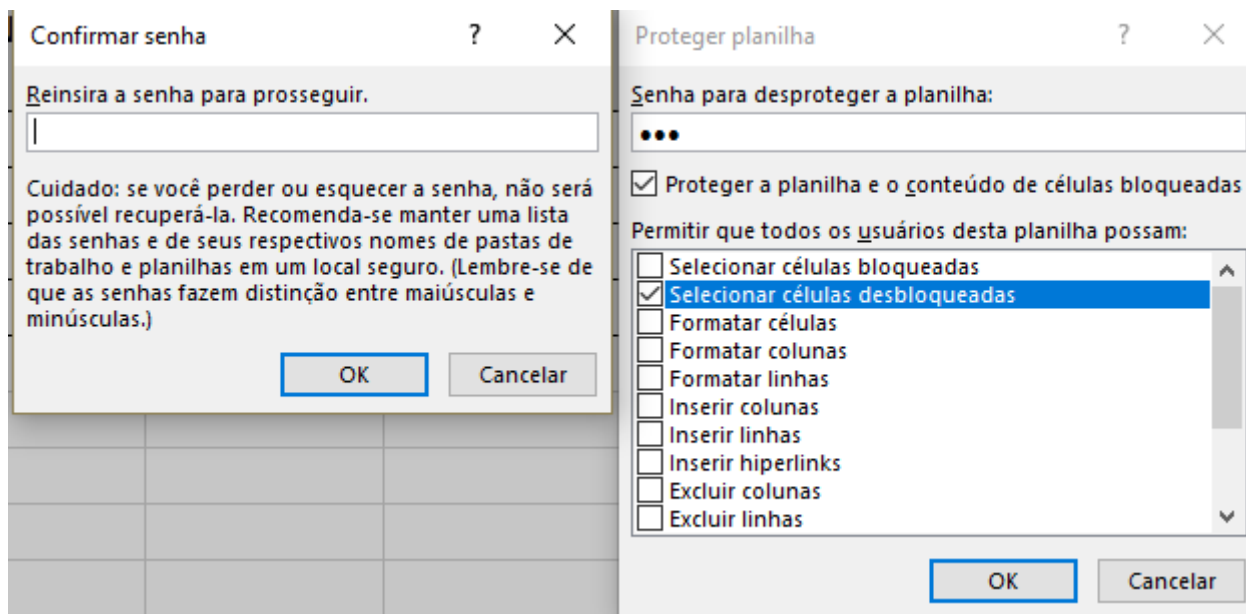 Confirmar senha
Reinsira a senha para prosseguir.
Cuidado: se você perder ou esquecer a senha, não será
possível recuperá-la. Recomenda-se manter uma lista
das senhas e de seus respectivos nomes de pastas de
trabalho e planilhas em um local seguro. (Lembre-se de
que as senhas fazem distinção entre maiúsculas e
minúsculas.)
OK Cancelar
Proteger planilha
Senha para desproteger a planilha:
●●●
Proteger a planilha e o conteúdo de células bloqueadas
Permitir que todos os usuários desta planilha possam:
Selecionar células bloqueadas
Selecionar células desbloqueadas
Formatar células
Formatar colunas
Formatar linhas
Inserir colunas
Inserir linhas
Inserir hiperlinks
Excluir colunas
Excluir linhas
OK Cancelar